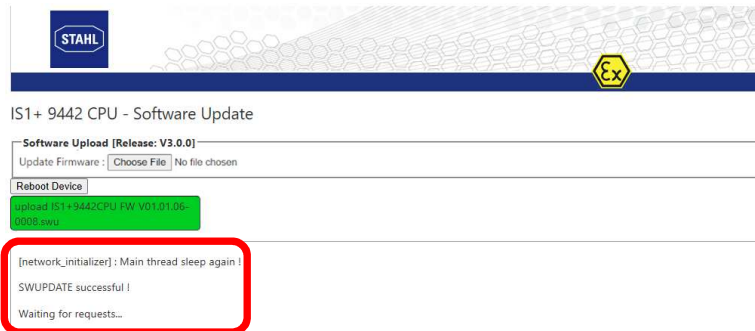 STAHL
Ex
IS1+ 9442 CPU - Software Update
Software Upload [Release: V3.0.0]
Update Firmware : Choose File No file chosen
Reboot Device
upload IS1+9442CPU FW V01.01.06-
0008.swu
[network_initializer] : Main thread sleep again !
SWUPDATE successful !
Waiting for requests...